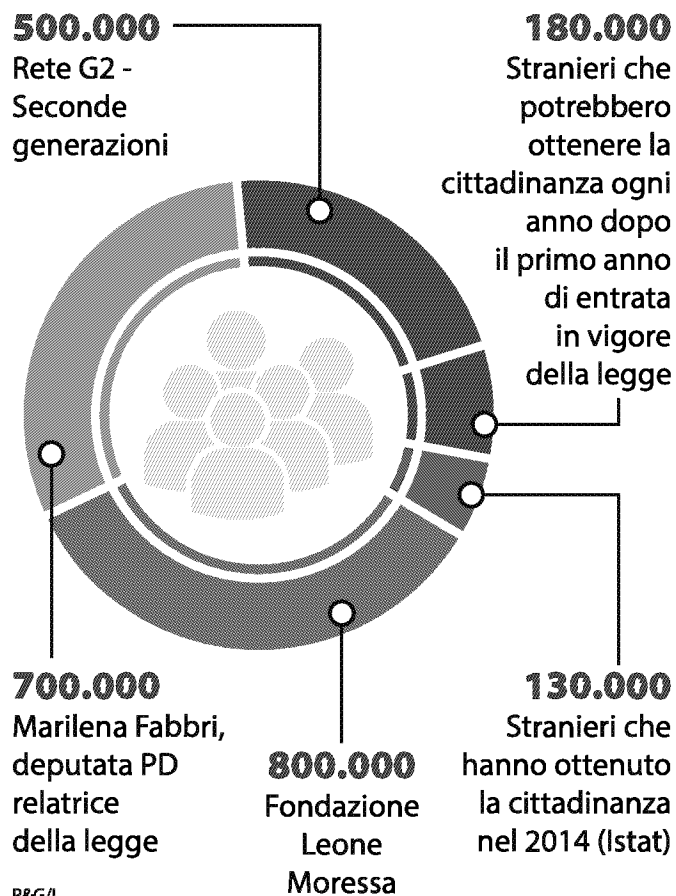 500.000
Rete G2 -
Seconde
generazioni
180.000
Stranieri che
potrebbero
ottenere la
cittadinanza ogni
anno dopo
il primo anno
di entrata
in vigore
della legge
700.000
Marilena Fabbri,
deputata PD
relatrice
della legge
800.000
Fondazione
Leone
Moressa
130.000
Stranieri che
hanno ottenuto
la cittadinanza
nel 2014 (Istat)